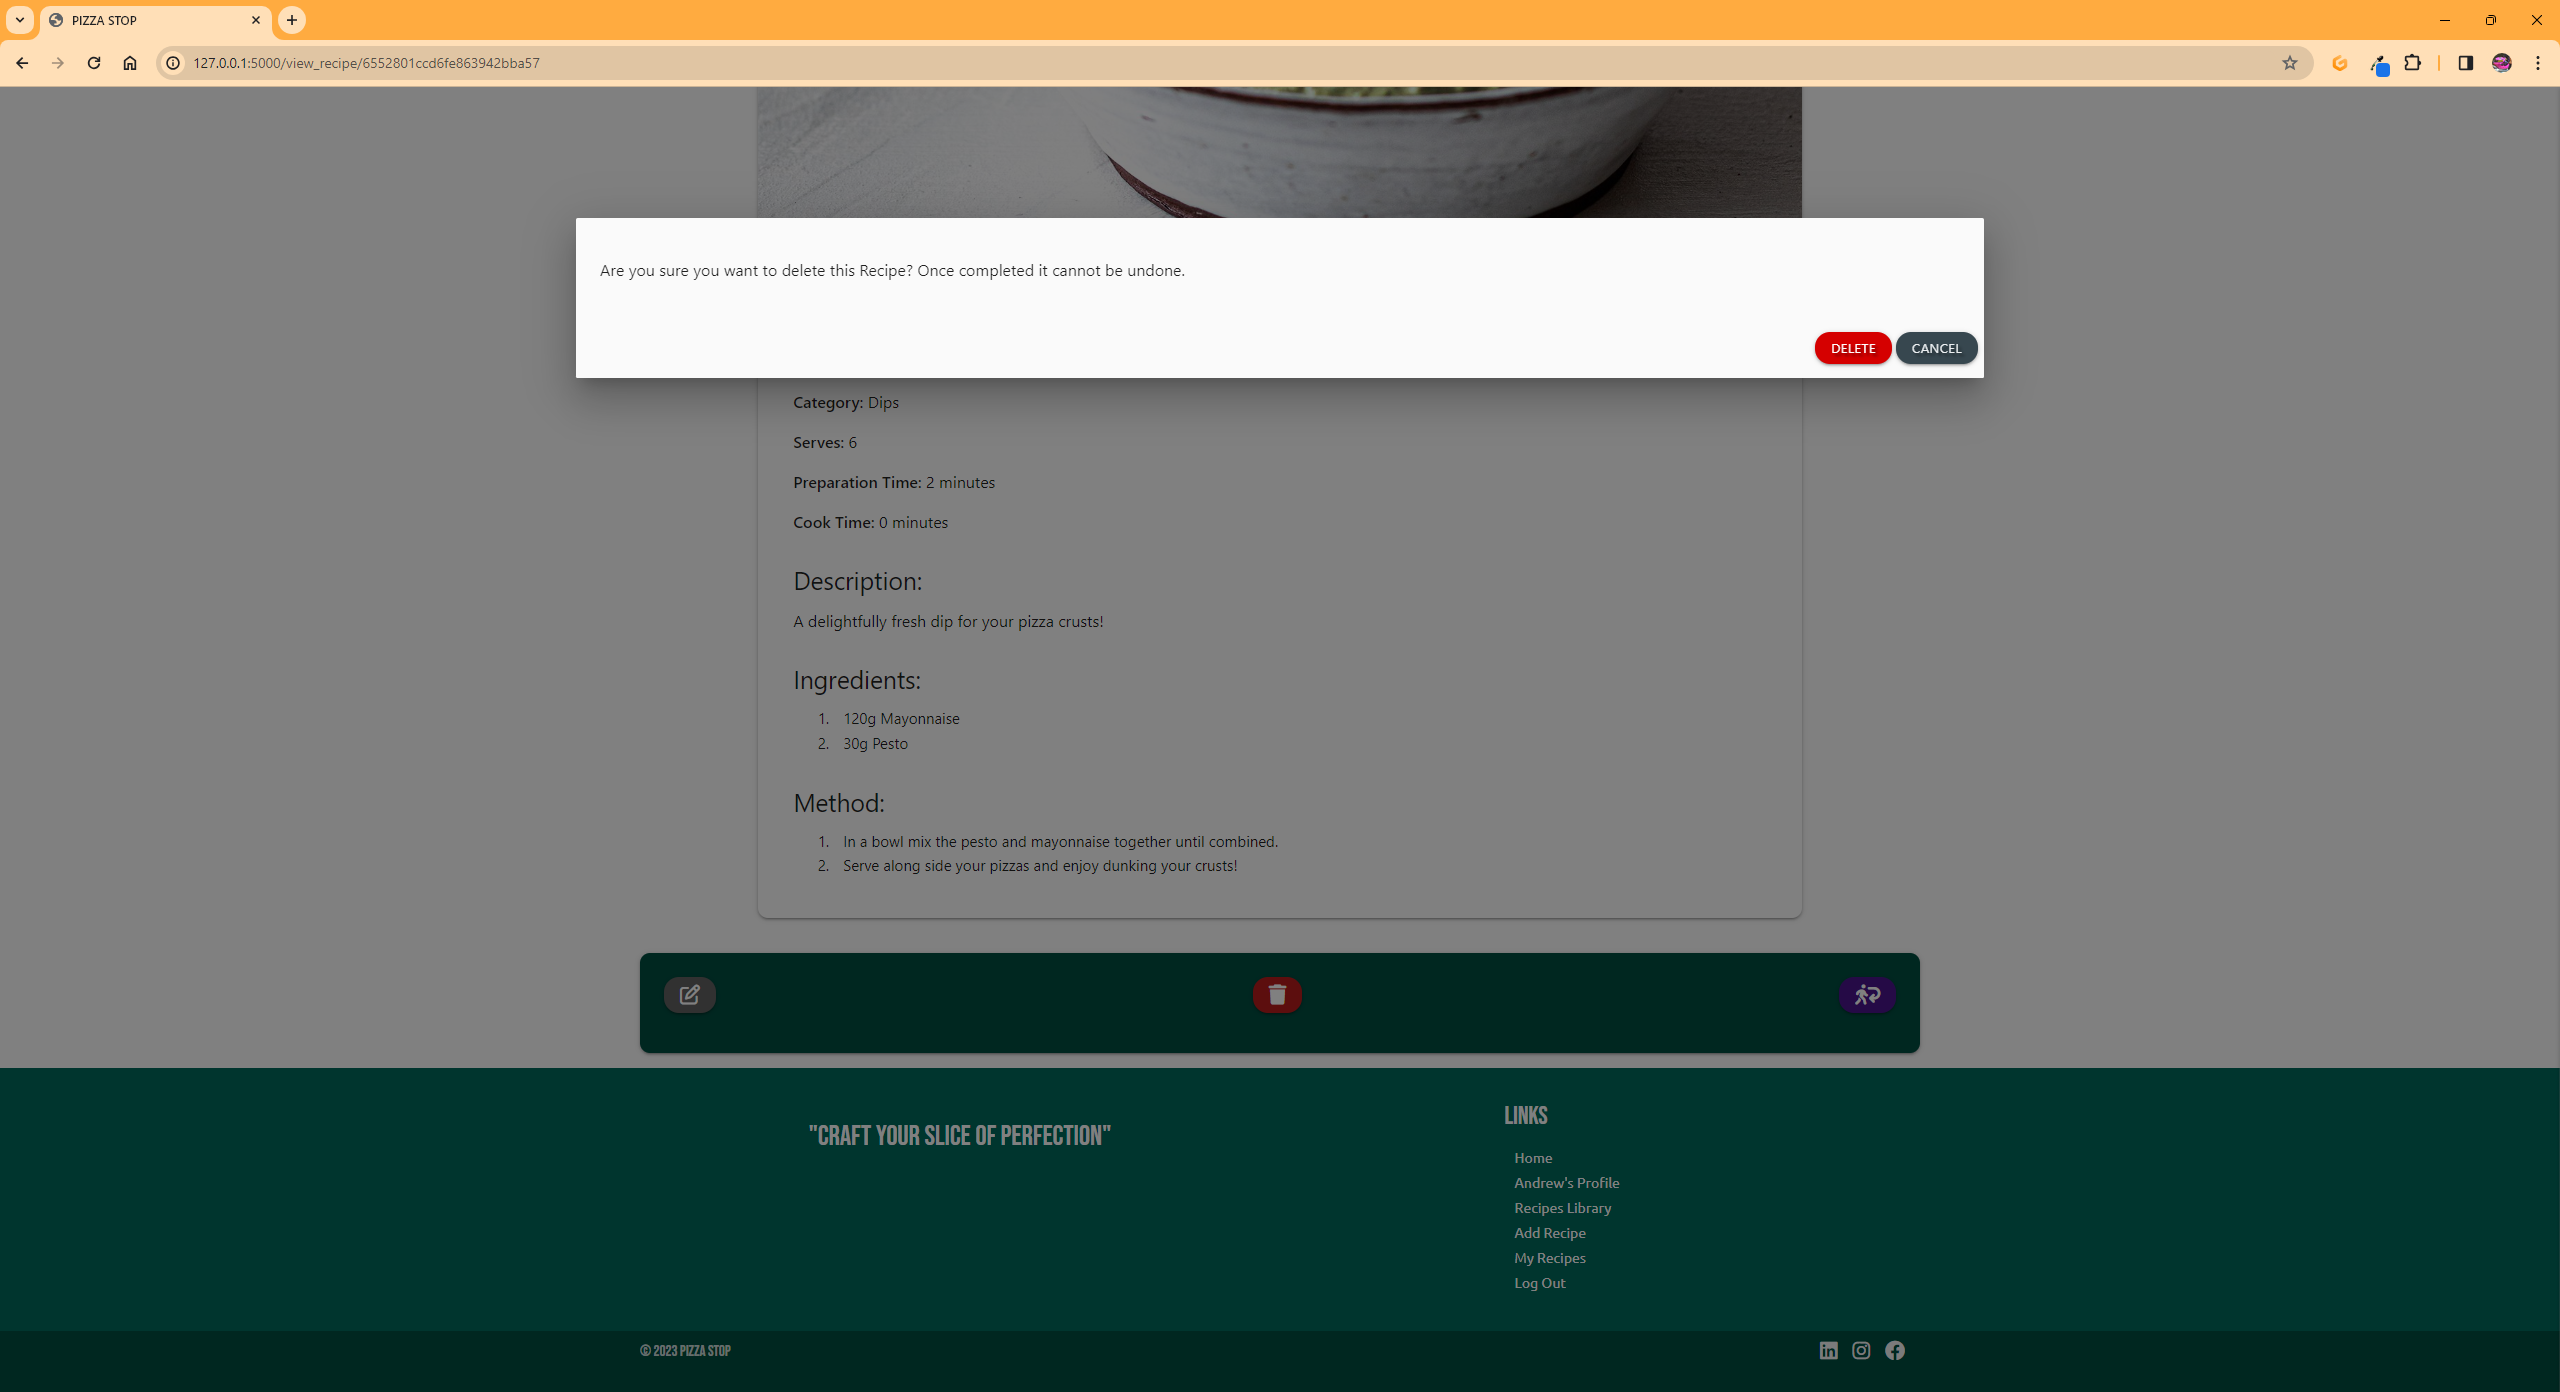 PIZZA STOP
127.0.0.1:5000/view_recipe/6552801ccd6fe863942bba57
Are you sure you want to delete this Recipe? Once completed it cannot be undone.
DELETE CANCEL
Category: Dips
Serves: 6
Preparation Time: 2 minutes
Cook Time: 0 minutes
Description:
A delightfully fresh dip for your pizza crusts!
Ingredients:
1. 120g Mayonnaise
2. 30g Pesto
Method:
1. In a bowl mix the pesto and mayonnaise together until combined.
2. Serve along side your pizzas and enjoy dunking your crusts!
"CRAFT YOUR SLICE OF PERFECTION"
LINKS
Home
Andrew's Profile
Recipes Library
Add Recipe
My Recipes
Log Out
© 2023 PIZZA STOP